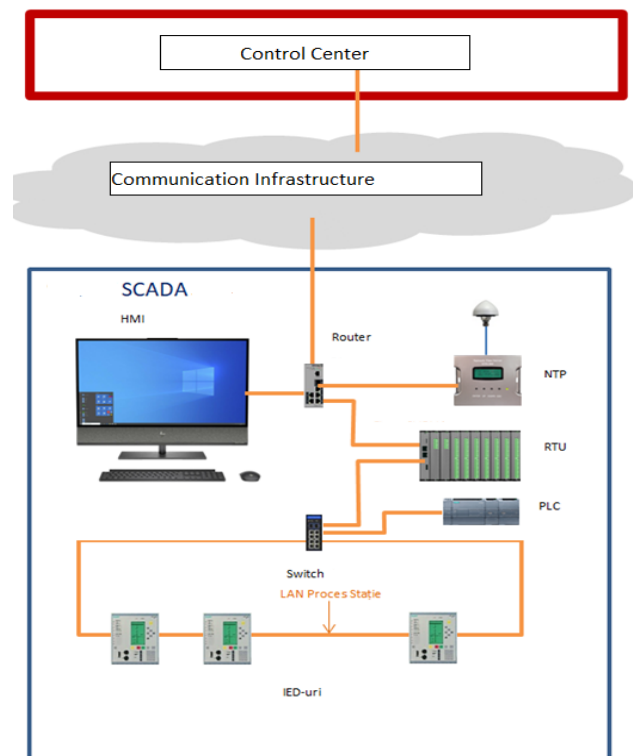 Control Center
Communication Infrastructure
SCADA
HMI
Router
NTP
RTU
PLC
Switch
LAN Proces Stație
IED-uri